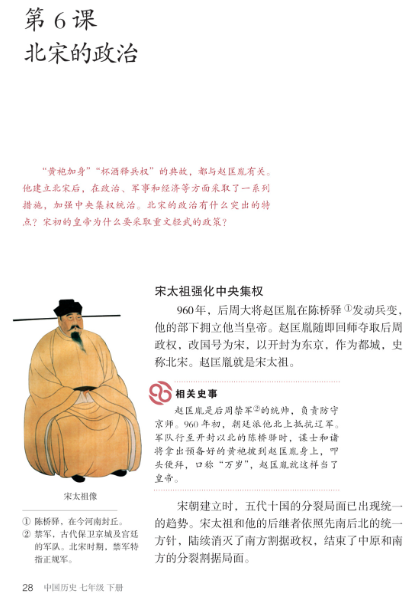 第 6 课
北宋的政治
“黄袍加身”“杯酒释兵权”的典故，都与赵匡胤有关。
他建立北宋后，在政治、军事和经济等方面采取了一系列
措施，加强中央集权统治。北宋的政治有什么突出的特
点？宋初的皇帝为什么要采取重文轻武的政策？
宋太祖强化中央集权
960年，后周大将赵匡胤在陈桥驿①发动兵变，
他的部下拥立他当皇帝。赵匡胤随即回师夺取后周
政权，改国号为宋，以开封为东京，作为都城，史
称北宋。赵匡胤就是宋太祖。
相关史事
赵匡胤是后周禁军②的统帅，负责防守
京师。960年初，朝廷派他北上抵抗辽军。
军队行至开封以北的陈桥驿时，谋士和诸
将拿出预备好的黄袍披到赵匡胤身上，叩
头便拜，口称“万岁”，赵匡胤就这样当了
皇帝。
宋太祖像
① 陈桥驿，在今河南封丘。
② 禁军，古代保卫京城及宫廷
的军队。北宋时期，禁军特
指正规军。
宋朝建立时，五代十国的分裂局面已出现统一
的趋势。宋太祖和他的后继者依照先南后北的统一
方针，陆续消灭了南方割据政权，结束了中原和南
方的分裂割据局面。
28 中国历史 七年级 下册